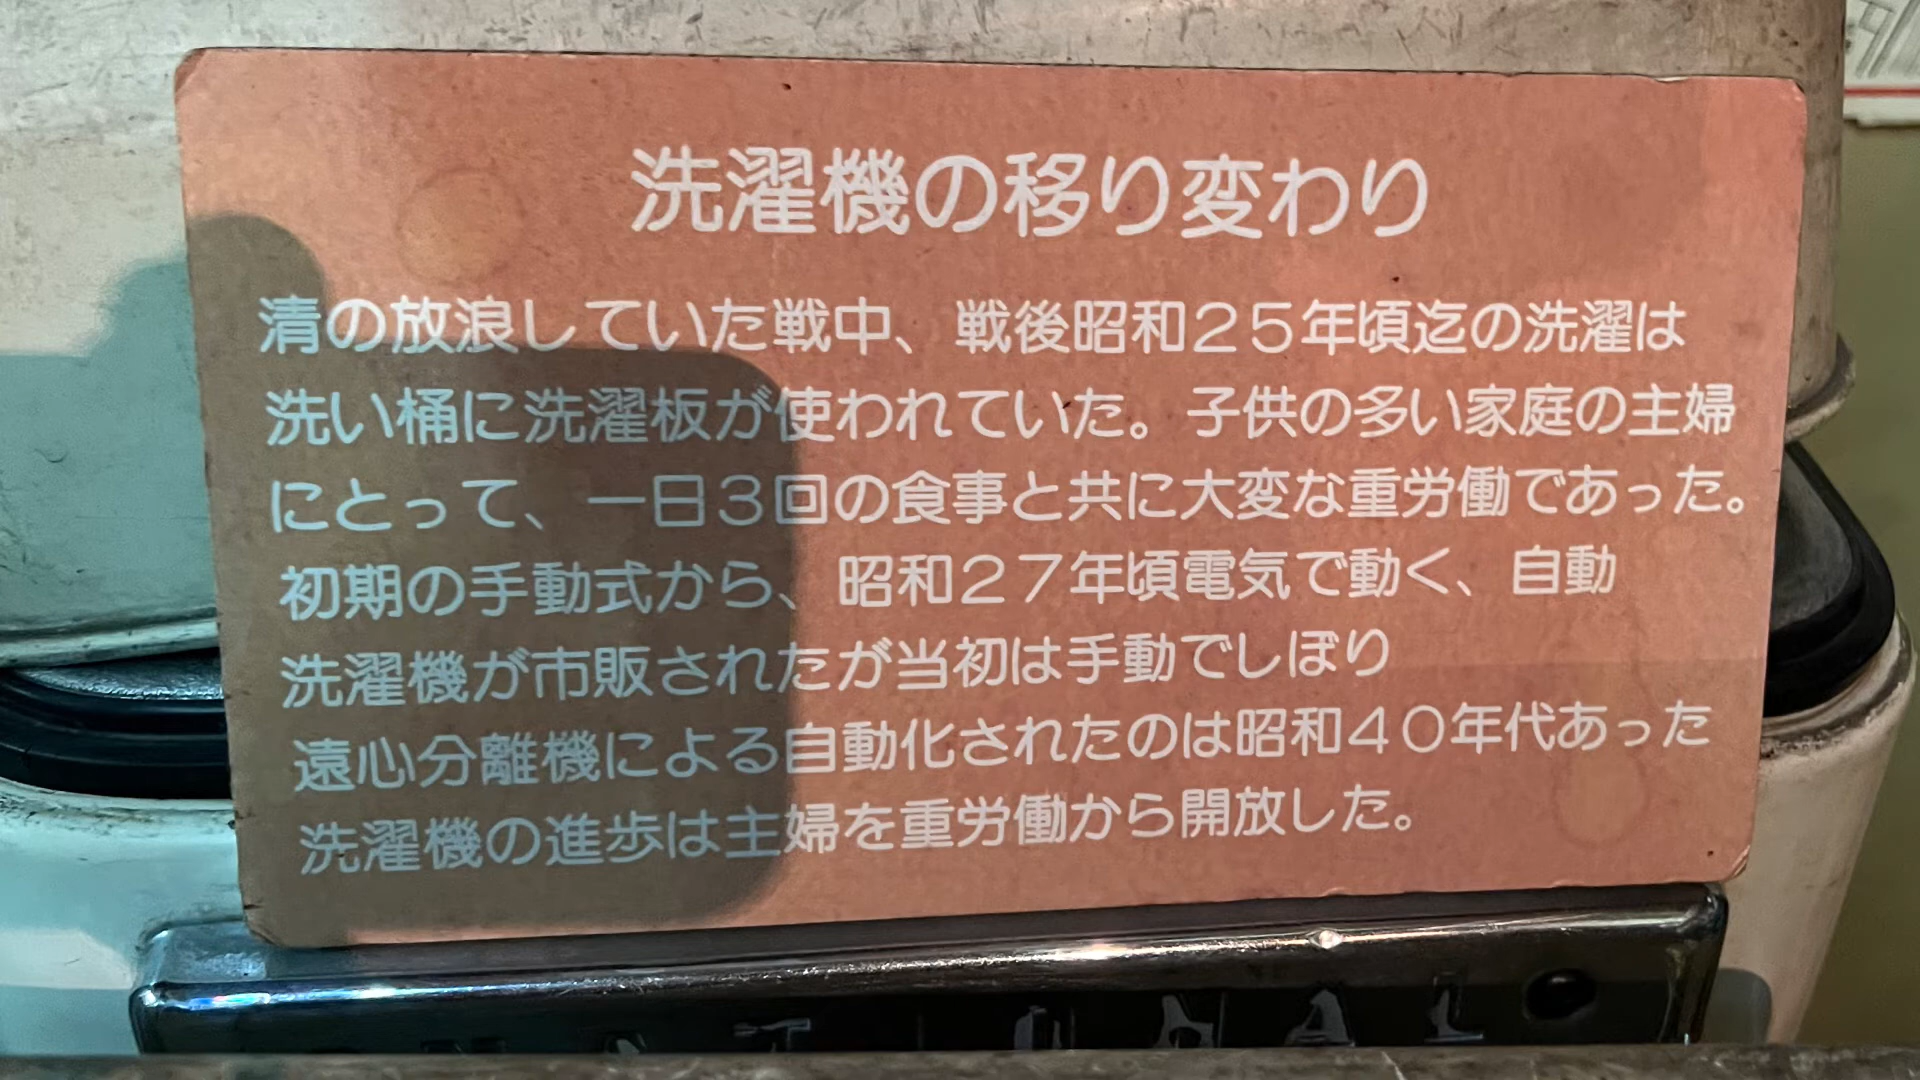 洗濯機の移り変わり
清の放浪していた戦中、戦後昭和２５年頃迄の洗濯は
洗い桶に洗濯板が使われていた。子供の多い家庭の主婦
にとって、一日３回の食事と共に大変な重労働であった。
初期の手動式から、昭和２７年頃電気で動く、自動
洗濯機が市販されたが当初は手動でしぼり
遠心分離機による自動化されたのは昭和４０年代あった
洗濯機の進歩は主婦を重労働から開放した。